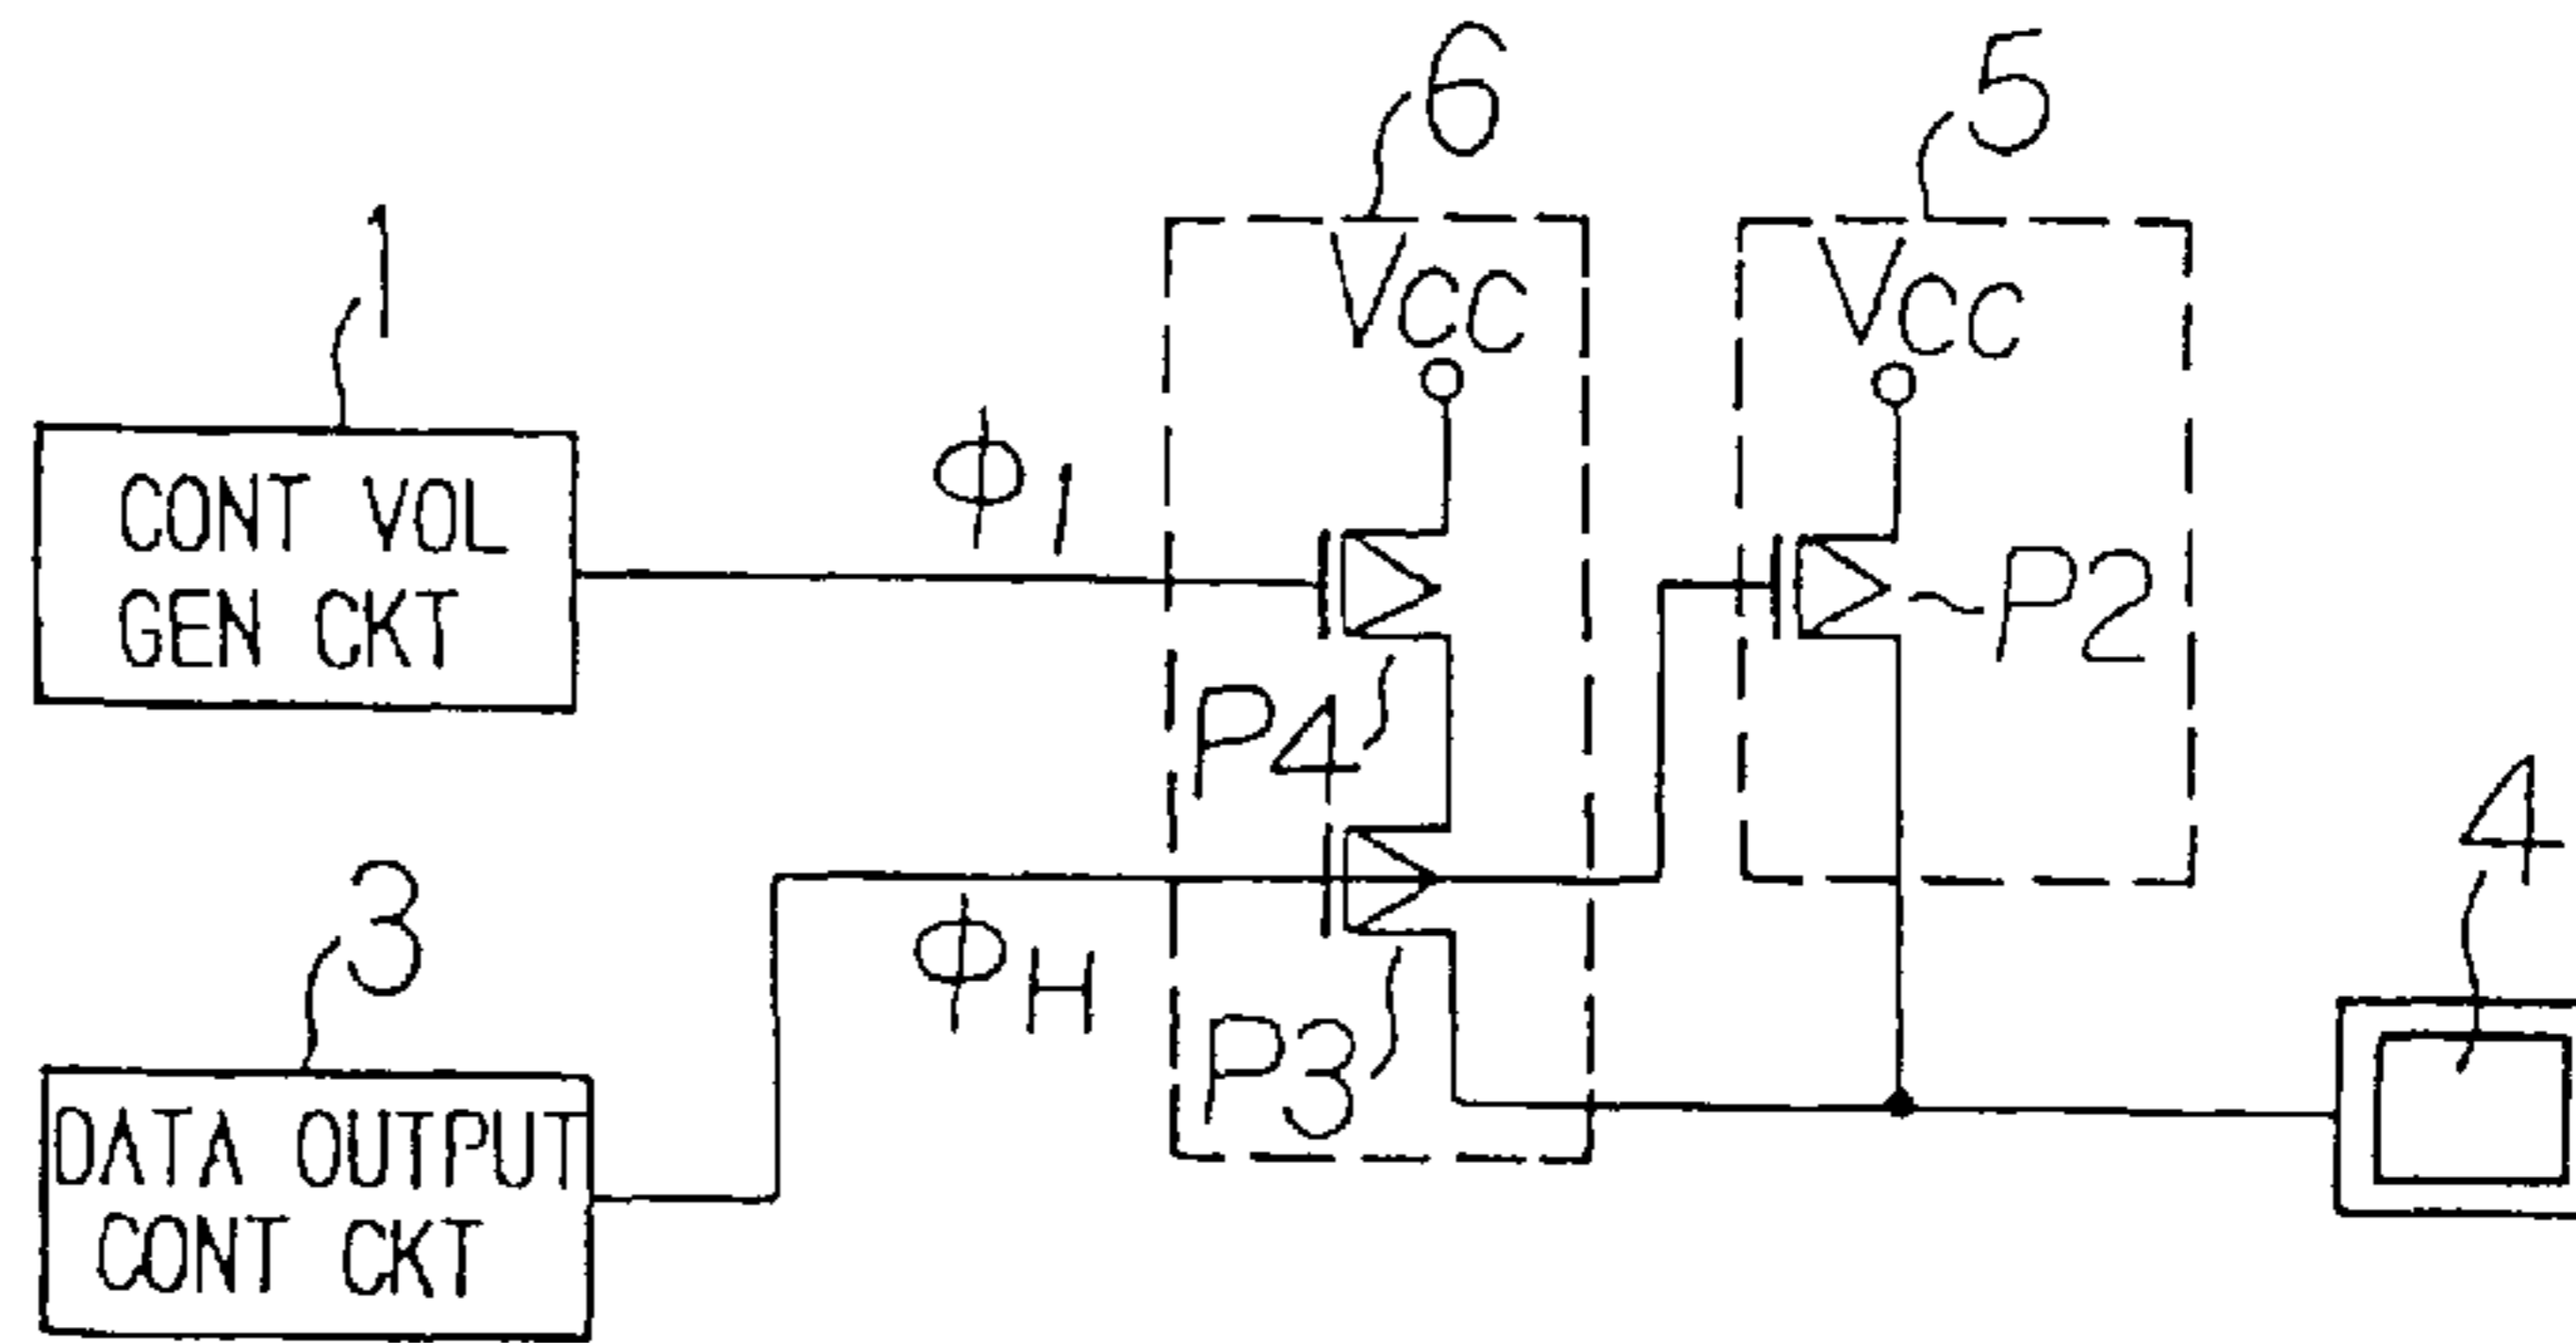 6
5
1
VCC
VCC
CONT VOL
GEN CKT
φ1
P2
P4
4
3
φH
P3
DATA OUTPUT
CONT CKT